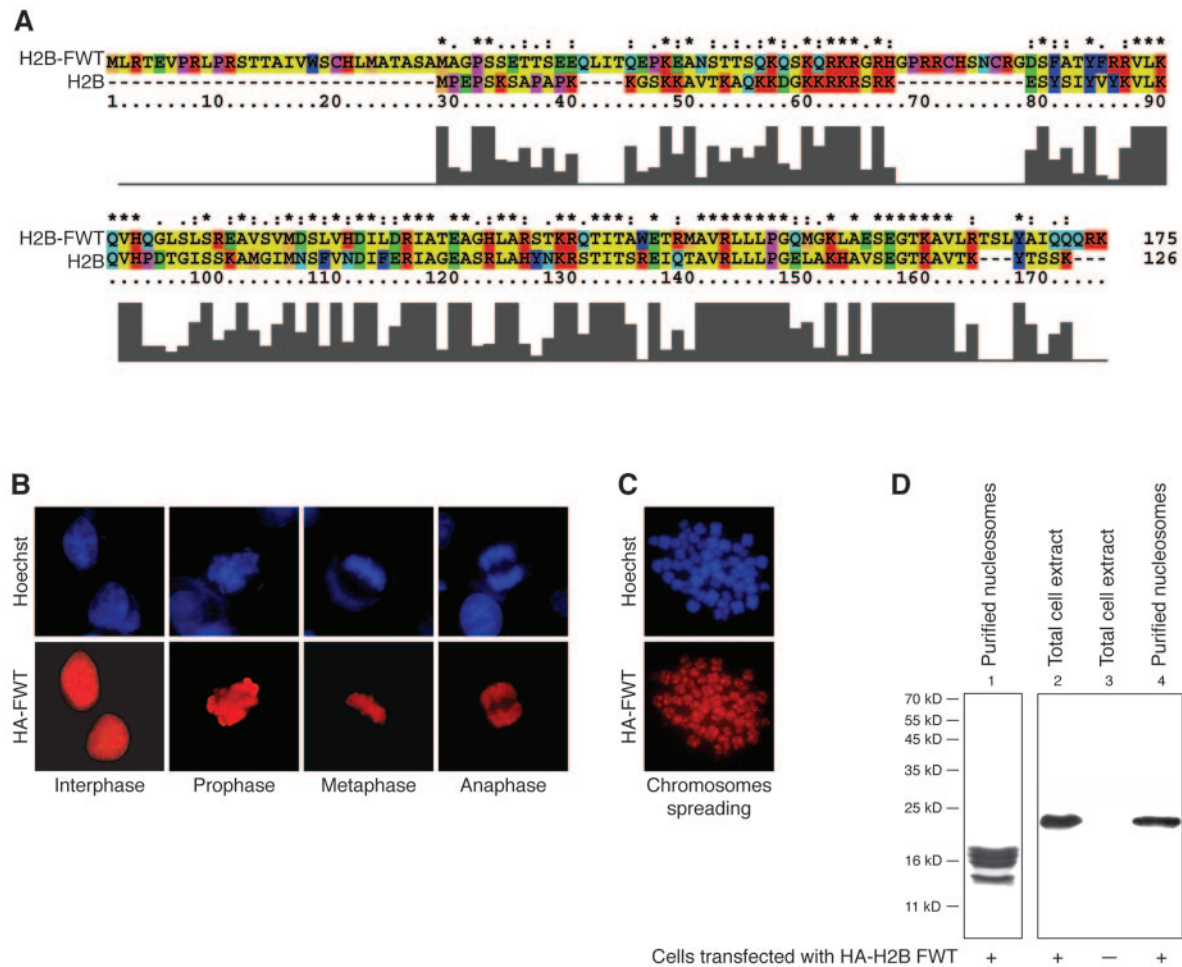 A
H2B-FWT MLRTEVPRLPRSTTAIVWSCHLMATASAMAGPSSETTSEEQLITQEPKEANSTTSQKQSKQRKRGRHGPRRCHSNCRGDSFATYFRRVLK
H2B ----------------------------MPEPSKSAPAPK----KGSKKAVTKAQKKDGKKRKRSRK-----------ESYSIYVYKVLK
1.......10........20........30........40........50........60........70........80........90
H2B-FWT QVHQGLSLSREAVSVMDSLVHDILDRIATEAGHLARSTKRQTITAWETRMAVRLLLPGQMGKLAESEGTKAVLRTSLYAIQQQRK 175
H2B QVHPDTGISSKAMGIMNSFVNDIFERIAGEASRLAHYNKRSTITSREIQTAVRLLLPGELAKHAVSEGTKAVTK---YTSSK---- 126
.......100.......110.......120.......130.......140.......150.......160.......170......
B
C
D
Hoechst
HA-FWT
Interphase
Prophase
Metaphase
Anaphase
Hoechst
HA-FWT
Chromosomes
spreading
Purified nucleosomes
Total cell extract
Total cell extract
Purified nucleosomes
1 2 3 4
70 kD
55 kD
45 kD
35 kD
25 kD
16 kD
11 kD
Cells transfected with HA-H2B FWT + + − +